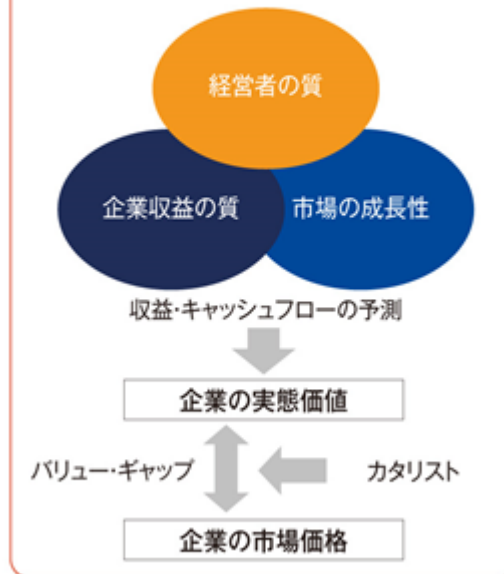 経営者の質
企業収益の質
市場の成長性
収益・キャッシュフローの予測
企業の実態価値
バリュー・ギャップ
カタリスト
企業の市場価格